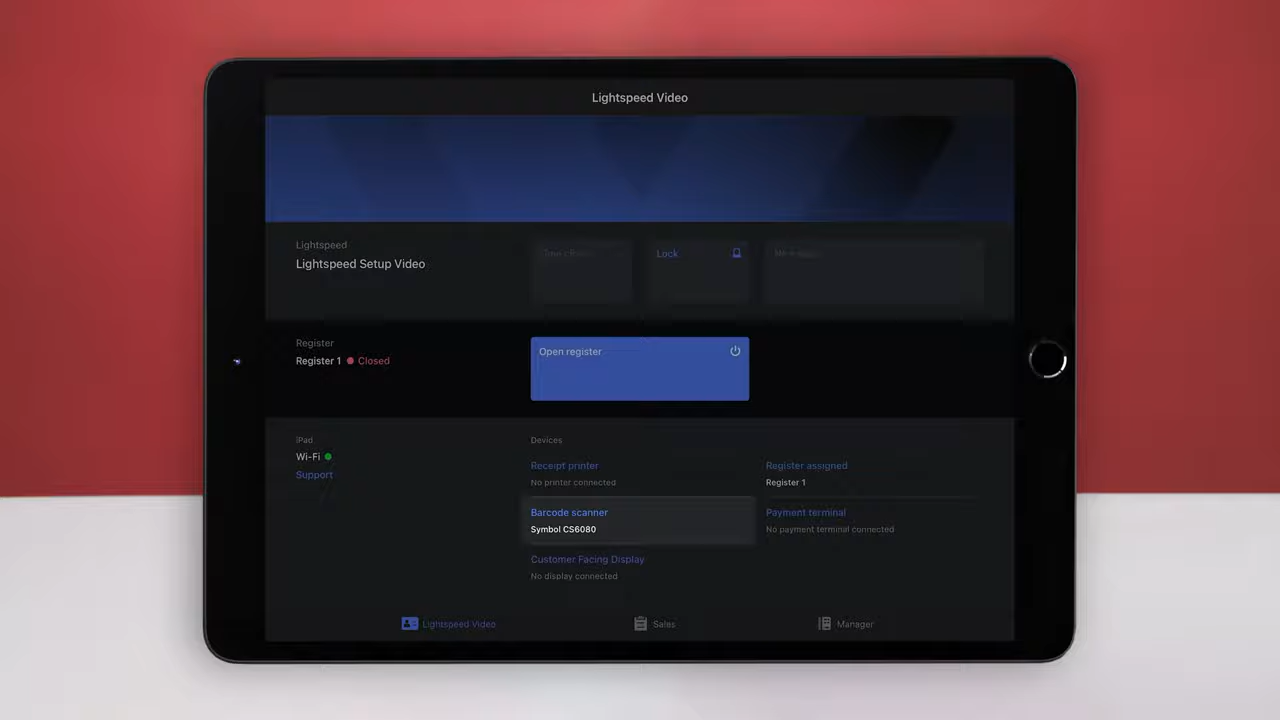 Lightspeed Video
Lightspeed
Lightspeed Setup Video
Lock
Register
Register 1 Closed
Open register
iPad
Wi-Fi
Support
Devices
Receipt printer
No printer connected
Register assigned
Register 1
Barcode scanner
Symbol CS6080
Payment terminal
No payment terminal connected
Customer Facing Display
No display connected
Lightspeed Video
Sales
Manager